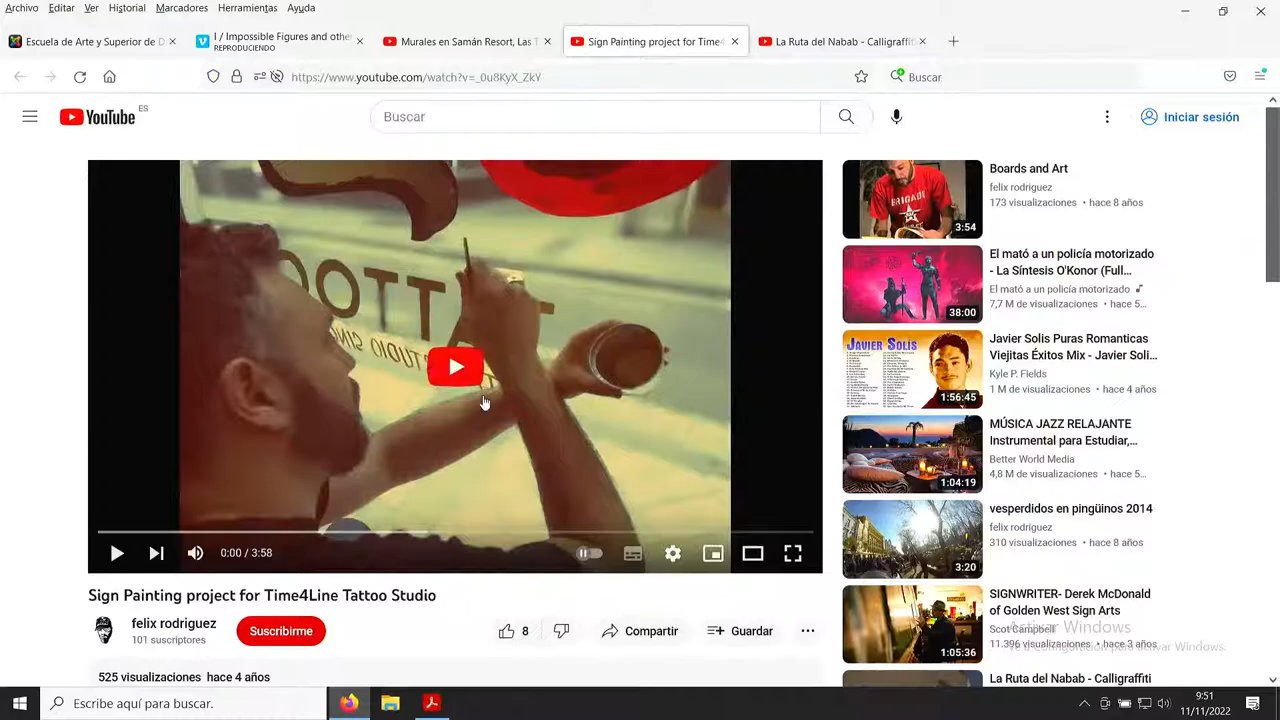 Archivo Editar Ver Historial Marcadores Herramientas Ayuda
Escuela de Arte y Superior de D
I / Impossible Figures and othe
REPRODUCIENDO
Murales en Samán Resort, Las T
Sign Painting project for Time4
La Ruta del Nabab - Calligraffiti
https://www.youtube.com/watch?v=_0u8KyX_ZkY
Buscar
YouTube ES
Buscar
Iniciar sesión
0:00 / 3:58
Sign Painting project for Time4Line Tattoo Studio
felix rodriguez
101 suscriptores
Suscribirme
8
Compartir
Guardar
525 visualizaciones hace 4 años
BRIGADE
3:54
Boards and Art
felix rodriguez
173 visualizaciones • hace 8 años
38:00
El mató a un policía motorizado
- La Síntesis O'Konor (Full...
El mató a un policía motorizado
7,7 M de visualizaciones • hace 5...
JAVIER SOLIS
1:56:45
Javier Solis Puras Romanticas
Viejitas Éxitos Mix - Javier Soli...
Kyle P. Fields
1 M de visualizaciones • hace 4 años
1:04:19
MÚSICA JAZZ RELAJANTE
Instrumental para Estudiar,...
Better World Media
4,8 M de visualizaciones • hace 5...
3:20
vesperdidos en pingüinos 2014
felix rodriguez
310 visualizaciones • hace 8 años
1:05:36
SIGNWRITER- Derek McDonald
of Golden West Sign Arts
Scot Campbell
11.396 visualizaciones • hace 3 años
Activar Windows
La Ruta del Nabab - Calligraffiti
Escribe aquí para buscar.
9:51
11/11/2022